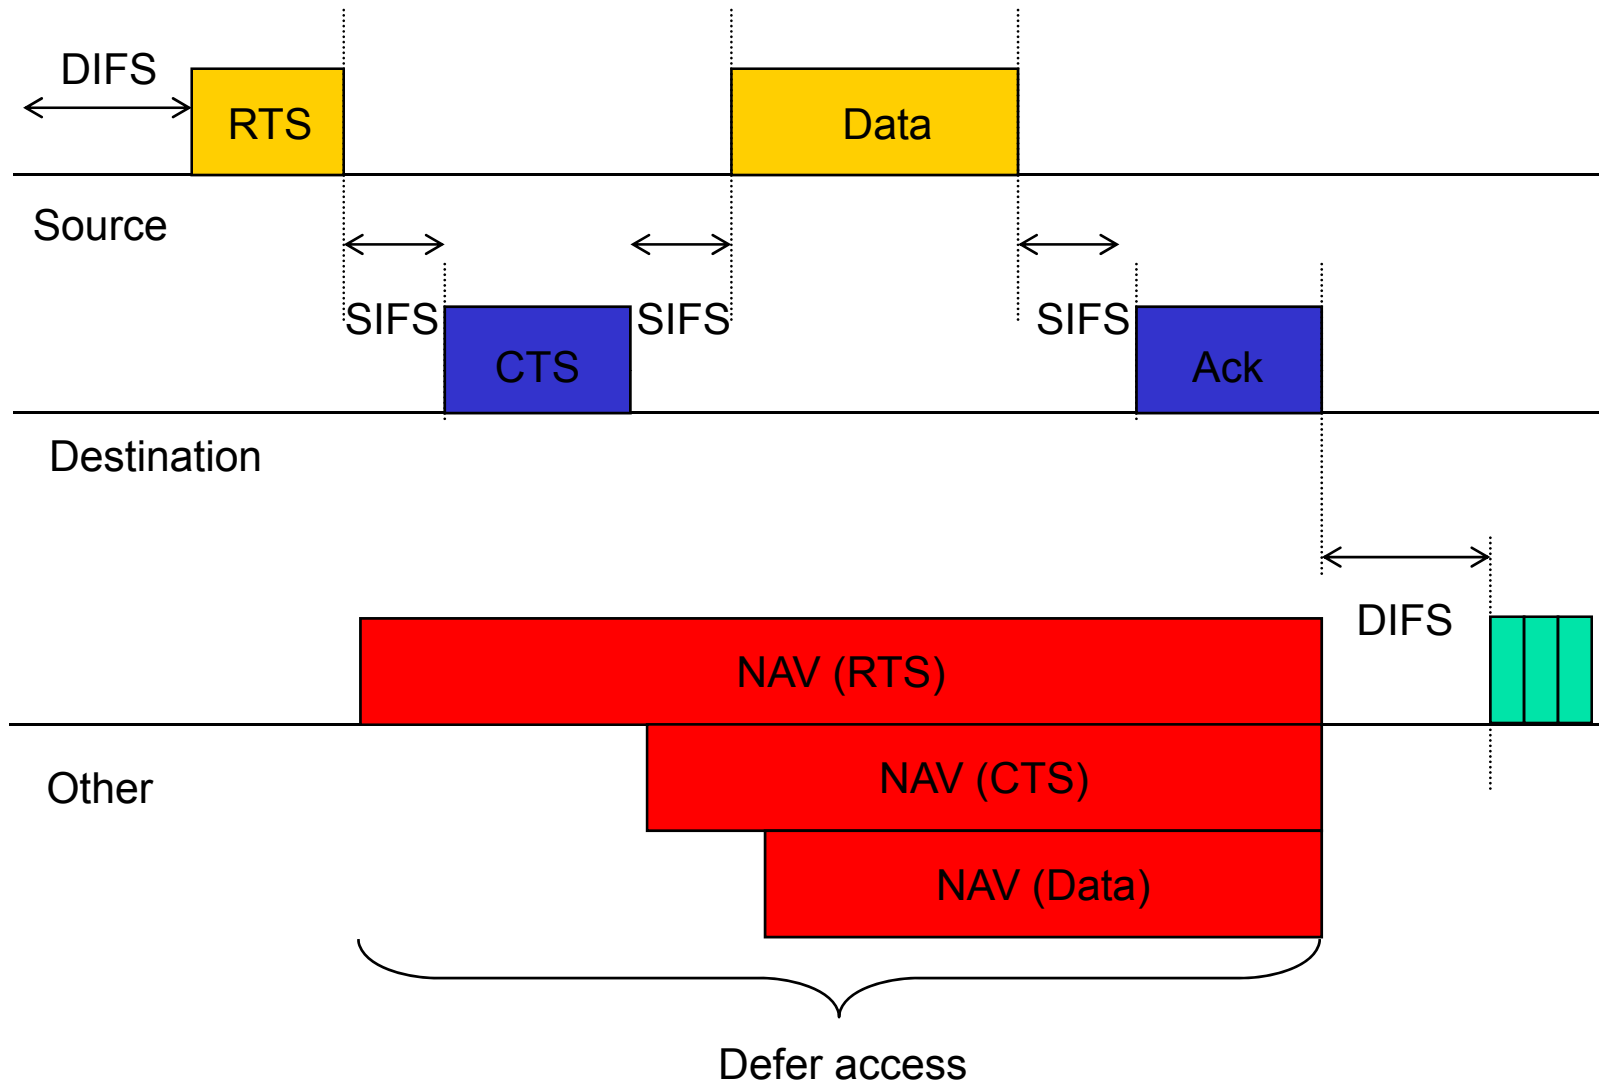 DIFS
RTS
Data
Source
SIFS
SIFS
SIFS
CTS
Ack
Destination
DIFS
NAV (RTS)
Other
NAV (CTS)
NAV (Data)
Defer access